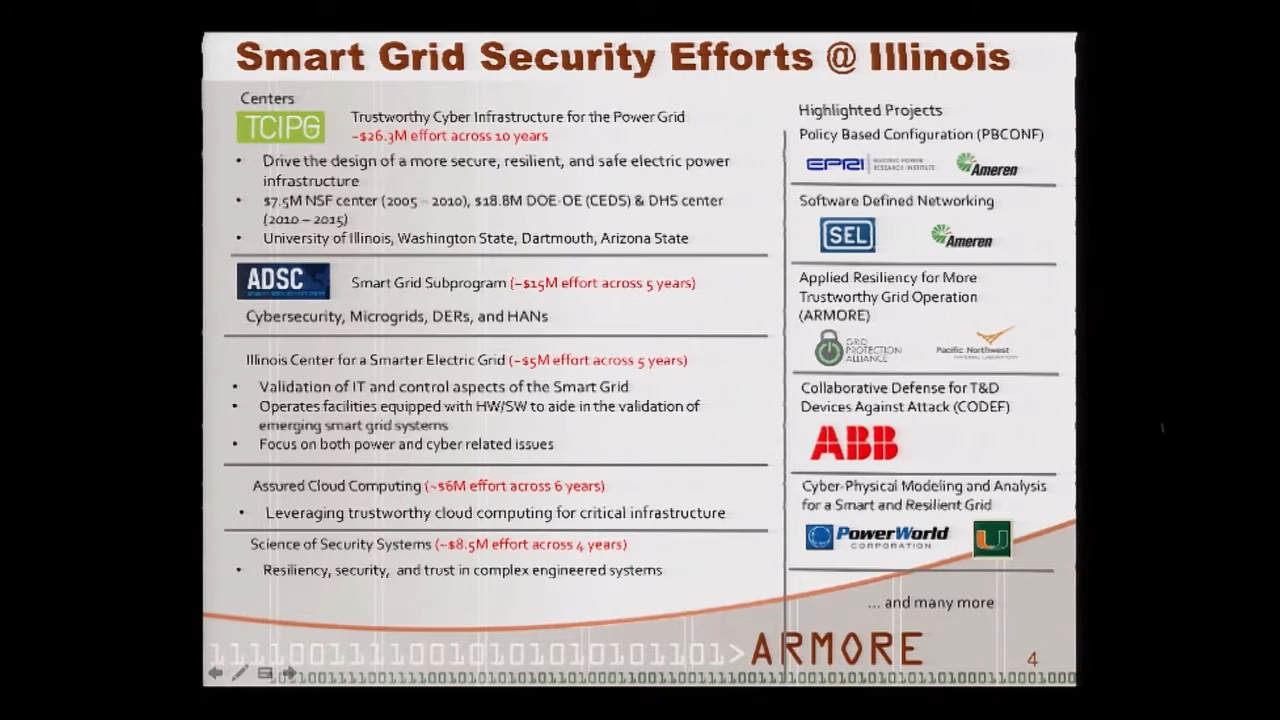 Smart Grid Security Efforts @ Illinois
Centers
TCIPG
Trustworthy Cyber Infrastructure for the Power Grid
~$26.3M effort across 10 years
• Drive the design of a more secure, resilient, and safe electric power
infrastructure
• $7.5M NSF center (2005 – 2010), $18.8M DOE-OE (CEDS) & DHS center
(2010 – 2015)
• University of Illinois, Washington State, Dartmouth, Arizona State
ADSC
Smart Grid Subprogram (~$15M effort across 5 years)
Cybersecurity, Microgrids, DERs, and HANs
Illinois Center for a Smarter Electric Grid (~$5M effort across 5 years)
• Validation of IT and control aspects of the Smart Grid
• Operates facilities equipped with HW/SW to aide in the validation of
emerging smart grid systems
• Focus on both power and cyber related issues
Assured Cloud Computing (~$6M effort across 6 years)
• Leveraging trustworthy cloud computing for critical infrastructure
Science of Security Systems (~$8.5M effort across 4 years)
• Resiliency, security, and trust in complex engineered systems
Highlighted Projects
Policy Based Configuration (PBCONF)
EPRI ELECTRIC POWER
RESEARCH INSTITUTE
Ameren
Software Defined Networking
SEL
Ameren
Applied Resiliency for More
Trustworthy Grid Operation
(ARMORE)
GRID
PROTECTION
ALLIANCE
Pacific Northwest
NATIONAL LABORATORY
Collaborative Defense for T&D
Devices Against Attack (CODEF)
ABB
Cyber-Physical Modeling and Analysis
for a Smart and Resilient Grid
PowerWorld
CORPORATION
U
... and many more
11111001111001010101010101101>ARMORE
4